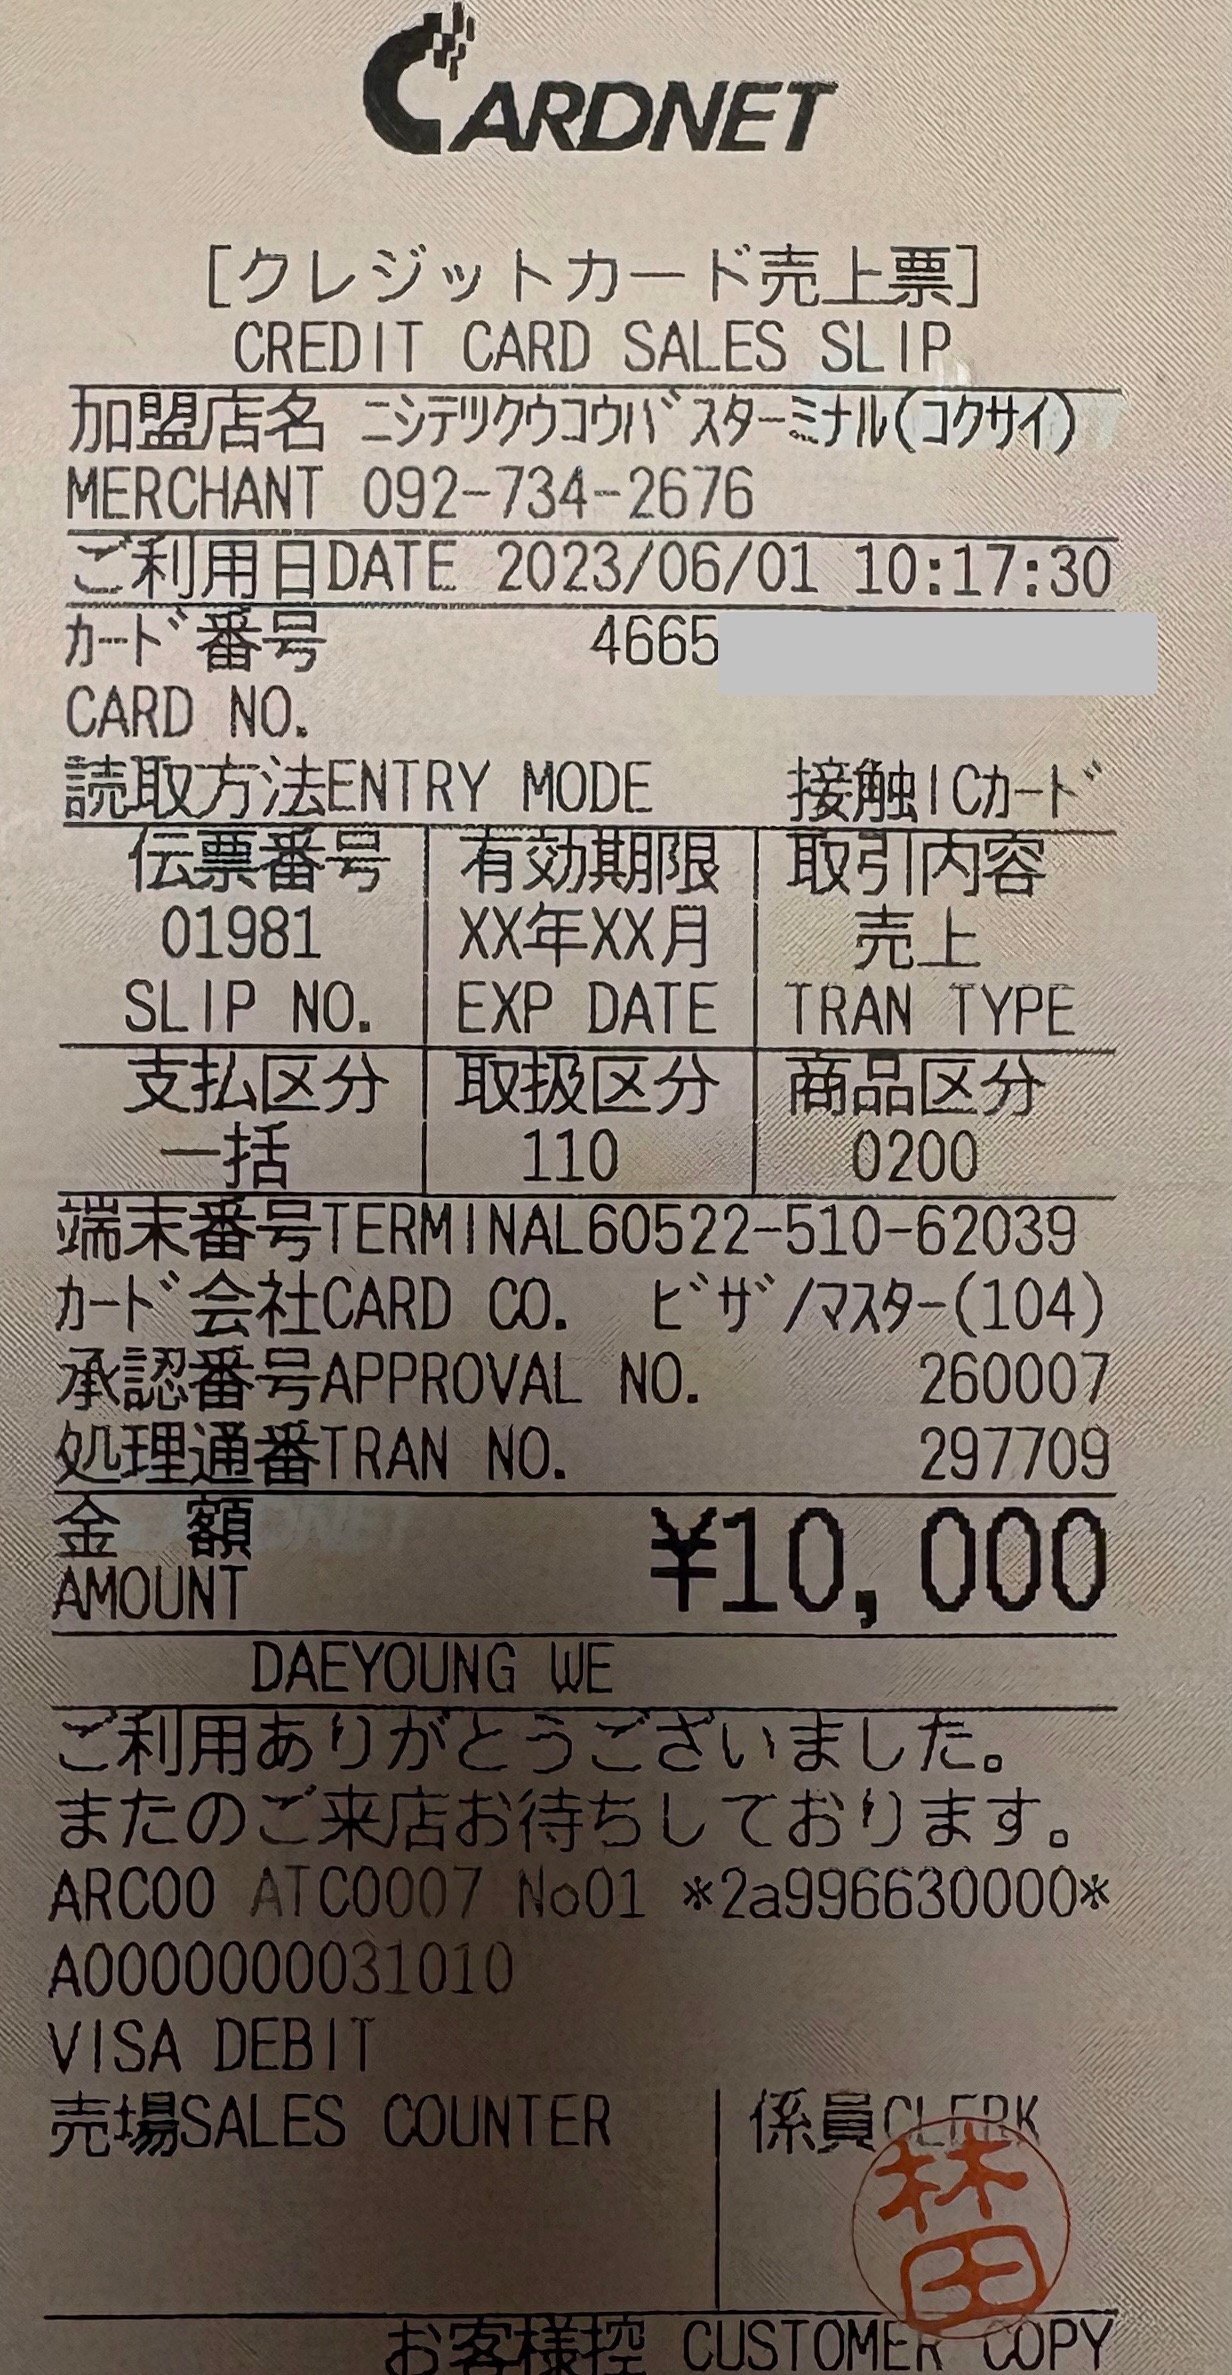 CARDNET
[クレジットカード売上票]
CREDIT CARD SALES SLIP
加盟店名 ﾆｼﾃﾂｸｳｺｳﾊﾞｽﾀｰﾐﾅﾙ(ｺｸｻｲ)
MERCHANT 092-734-2676
ご利用日DATE 2023/06/01 10:17:30
ｶｰﾄﾞ番号 4665
CARD NO.
読取方法ENTRY MODE 接触ICｶｰﾄﾞ
伝票番号 有効期限 取引内容
01981 XX年XX月 売上
SLIP NO. EXP DATE TRAN TYPE
支払区分 取扱区分 商品区分
一括 110 0200
端末番号TERMINAL60522-510-62039
ｶｰﾄﾞ会社CARD CO. ﾋﾞｻﾞ/ﾏｽﾀｰ(104)
承認番号APPROVAL NO. 260007
処理通番TRAN NO. 297709
金 額 ¥10,000
AMOUNT
DAEYOUNG WE
ご利用ありがとうございました。
またのご来店お待ちしております。
ARC00 ATC0007 No01 *2a996630000*
A0000000031010
VISA DEBIT
売場SALES COUNTER 係員CLERK
お客様控 CUSTOMER COPY